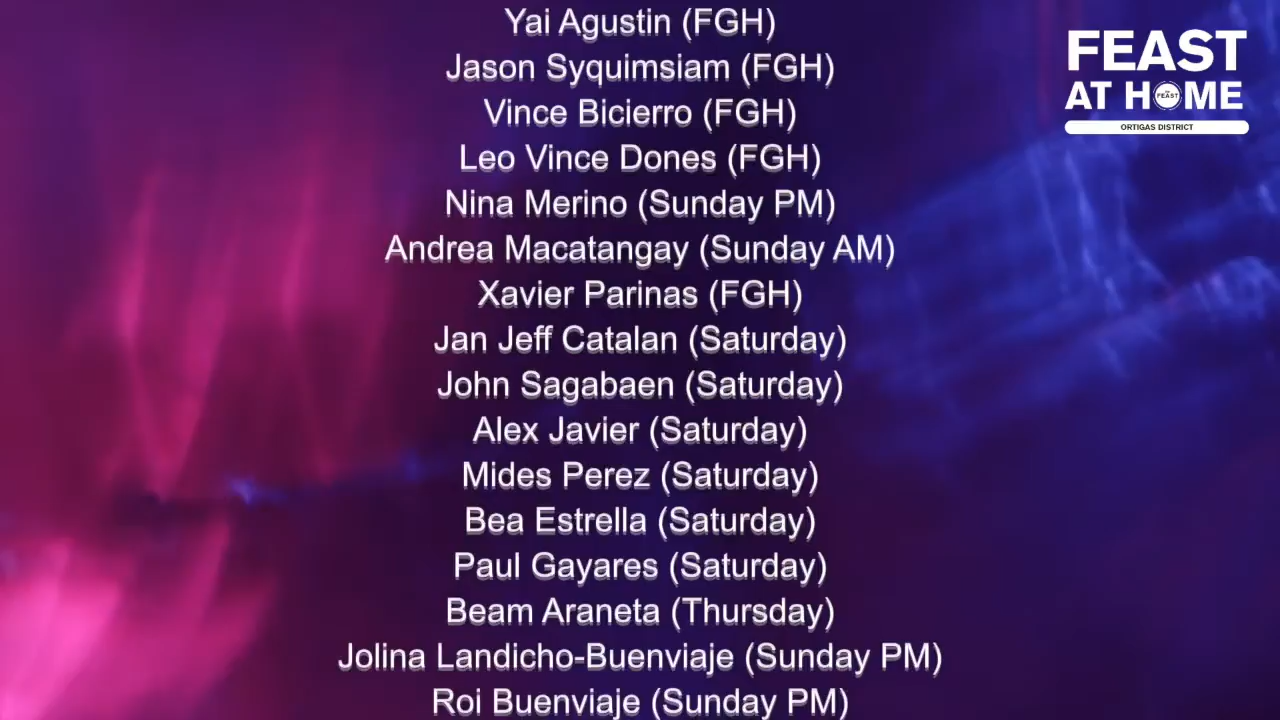 Yai Agustin (FGH)
Jason Syquimsiam (FGH)
Vince Bicierro (FGH)
Leo Vince Dones (FGH)
Nina Merino (Sunday PM)
Andrea Macatangay (Sunday AM)
Xavier Parinas (FGH)
Jan Jeff Catalan (Saturday)
John Sagabaen (Saturday)
Alex Javier (Saturday)
Mides Perez (Saturday)
Bea Estrella (Saturday)
Paul Gayares (Saturday)
Beam Araneta (Thursday)
Jolina Landicho-Buenviaje (Sunday PM)
Roi Buenviaje (Sunday PM)
FEAST
AT HOME
FEAST
ORTIGAS DISTRICT